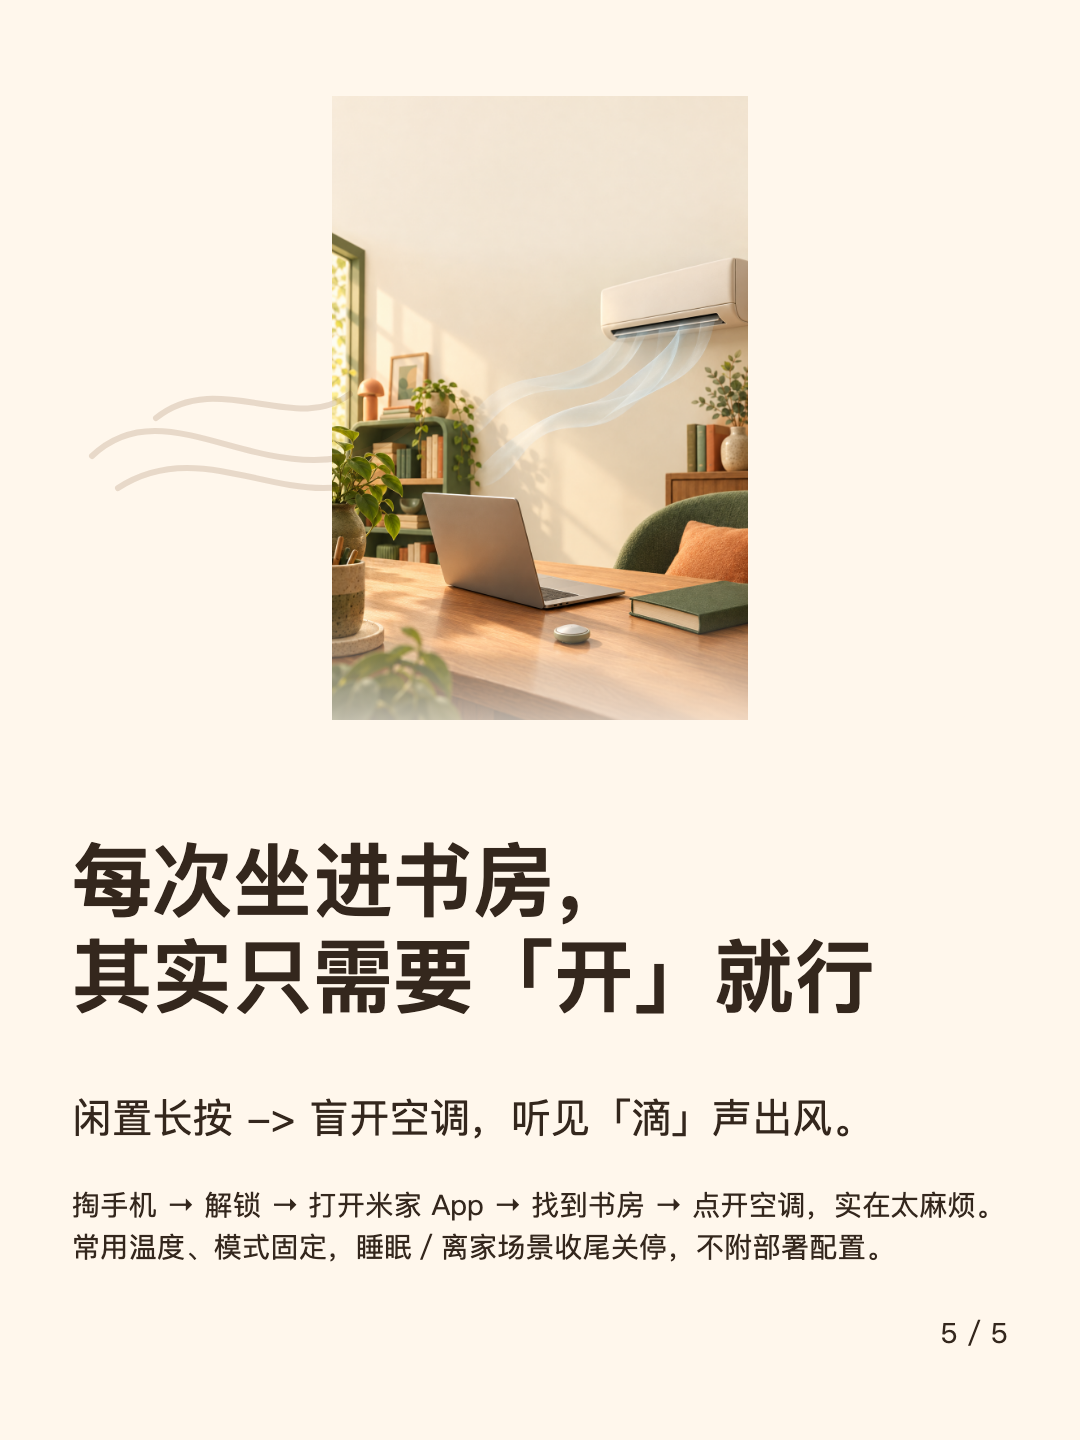 每次坐进书房，
其实只需要「开」就行
闲置长按 –> 盲开空调，听见「滴」声出风。
掏手机 → 解锁 → 打开米家 App → 找到书房 → 点开空调，实在太麻烦。
常用温度、模式固定，睡眠 / 离家场景收尾关停，不附部署配置。
5 / 5